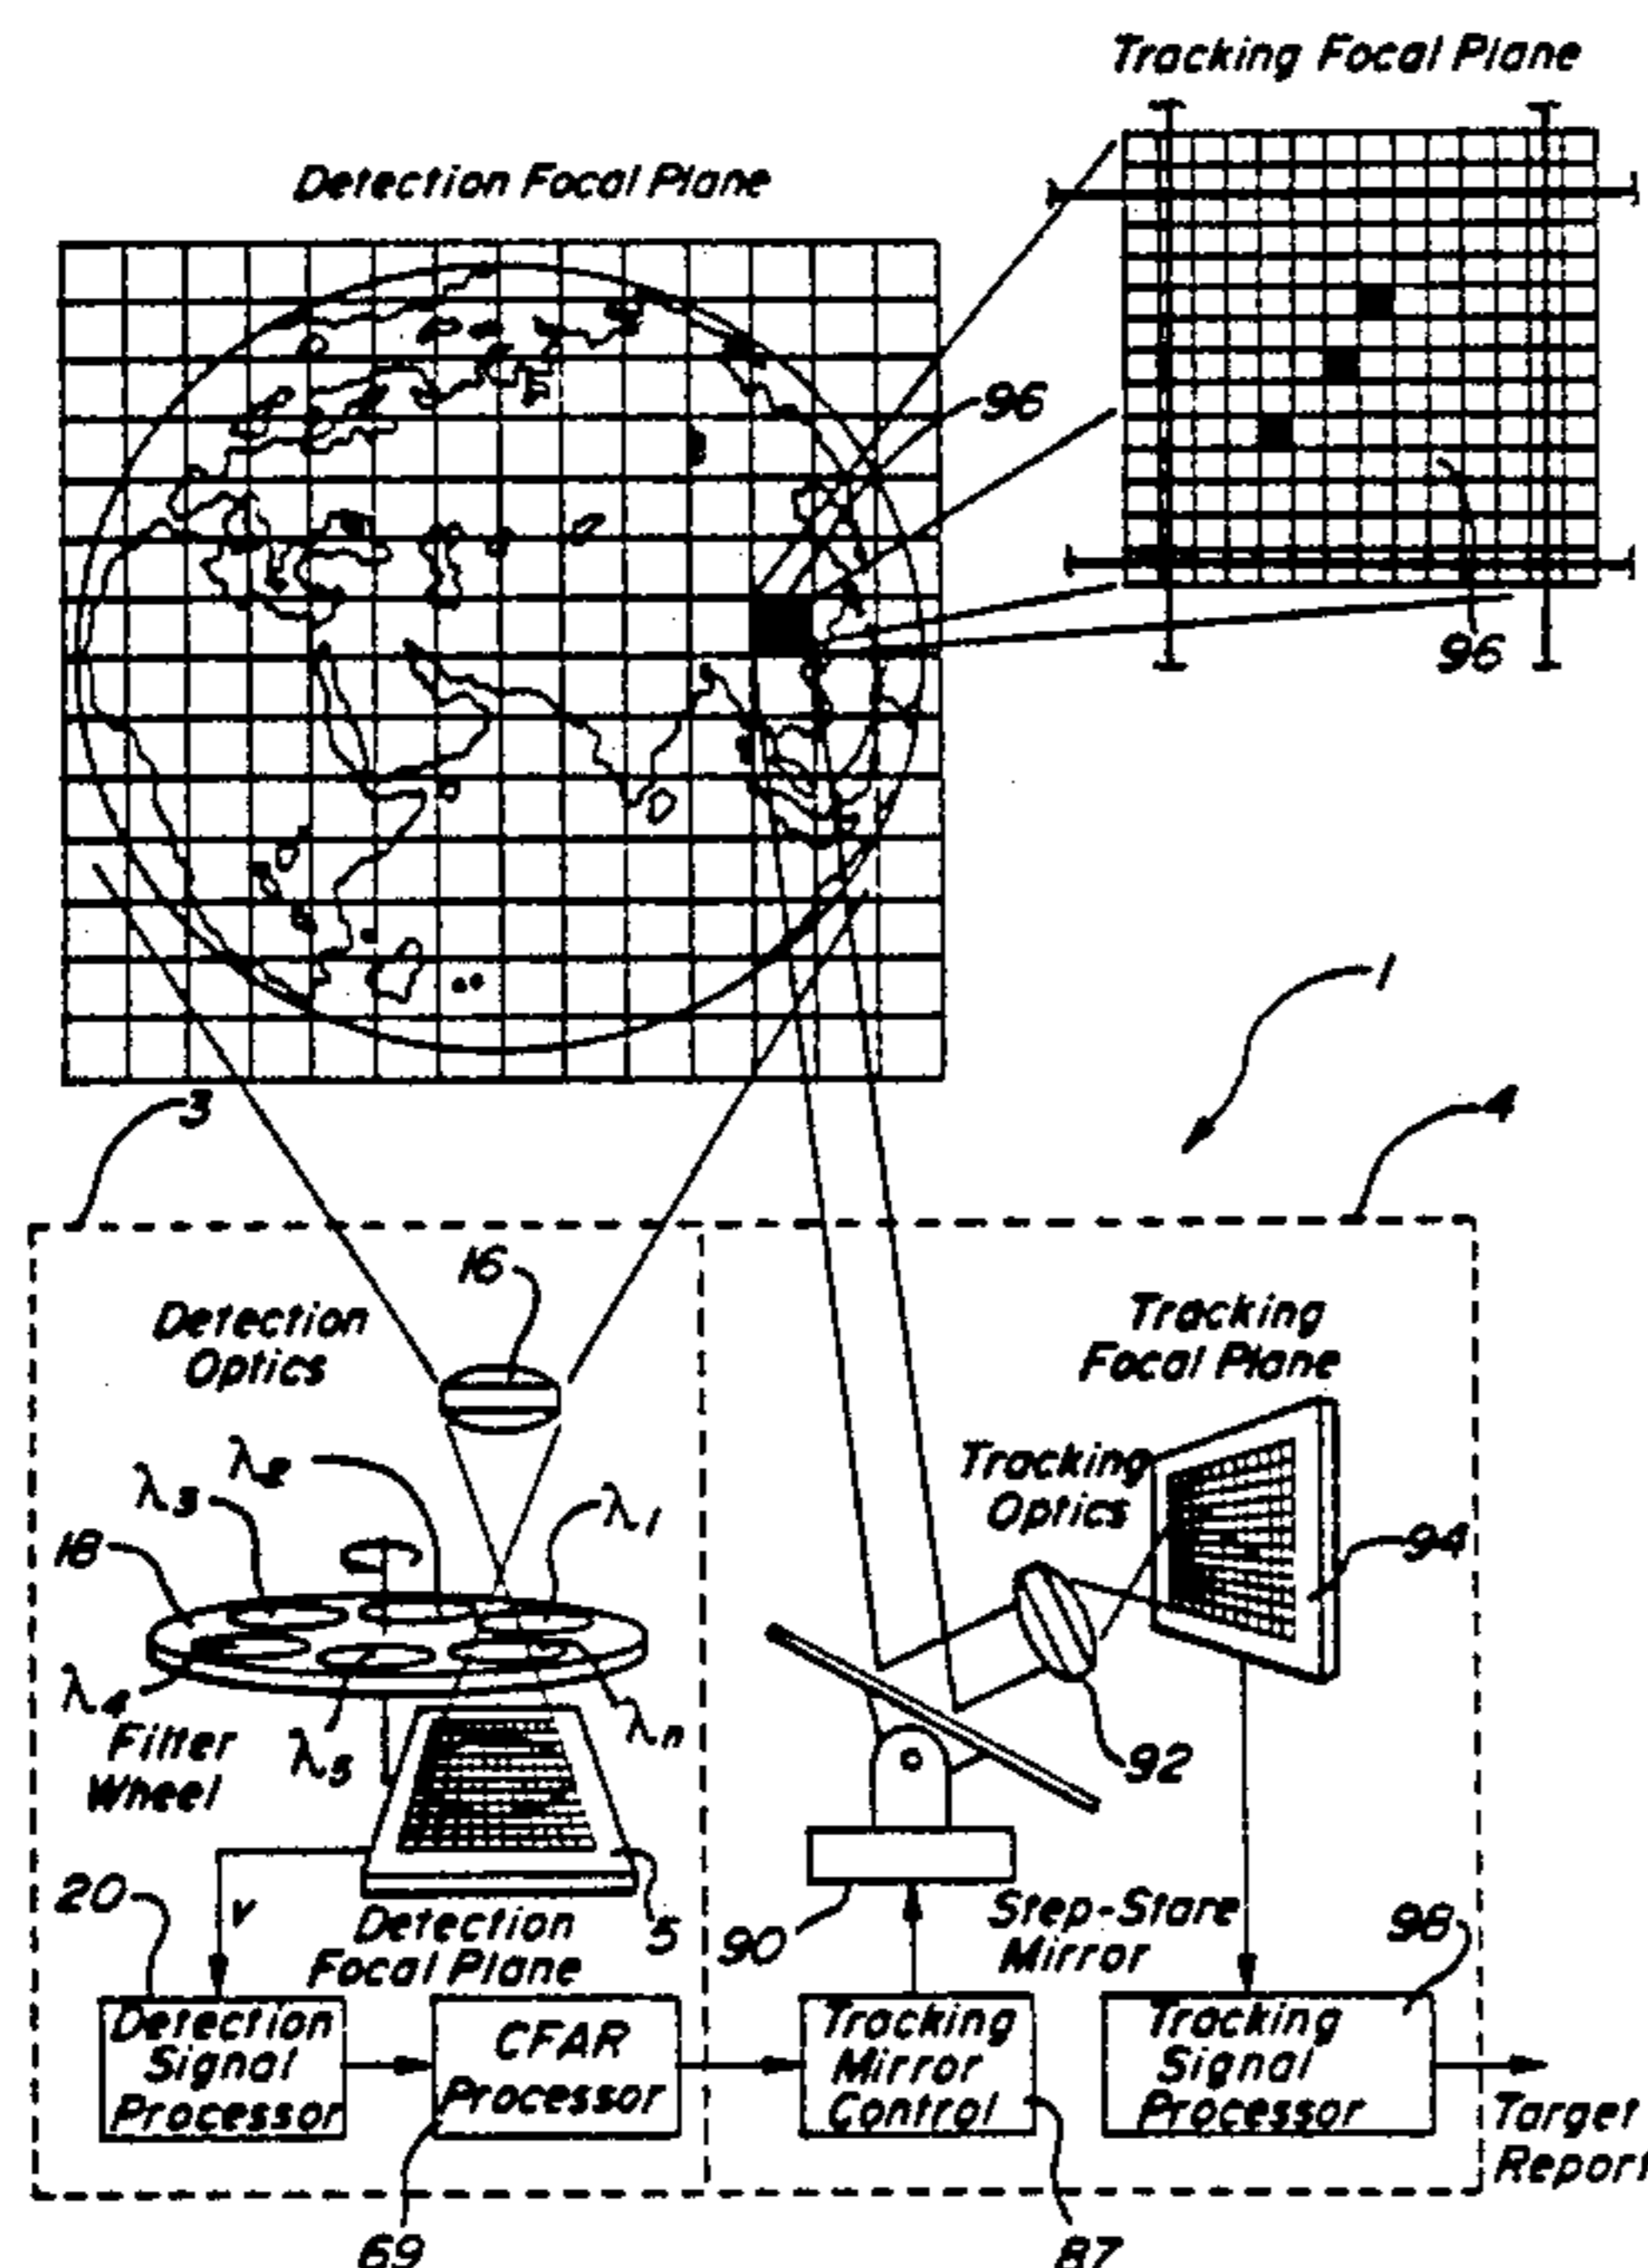 Tracking Focal Plane
Detection Focal Plane
96
96
1
3
4
16
Detection
Optics
Tracking
Focal Plane
λ2
λ3
λ1
Tracking
Optics
18
94
λ4
λ5
λn
Filter
Wheel
92
20
v
5
Detection
Focal Plane
90
Step-Stare
Mirror
98
Detection
Signal
Processor
CFAR
Processor
Tracking
Mirror
Control
Tracking
Signal
Processor
Target
Report
69
87